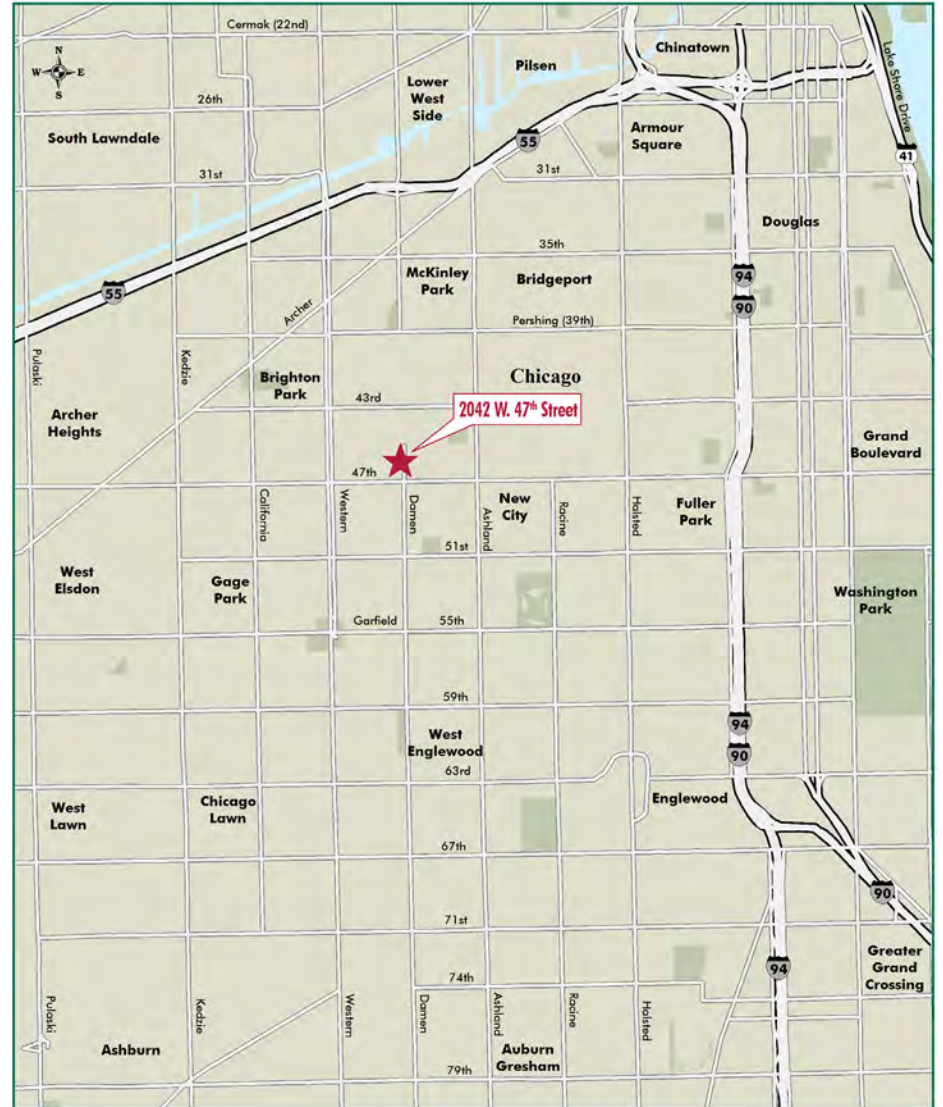 Cermak (22nd)
Chinatown
Pilsen
Lake Shore Drive
N
W
E
S
Lower
West
Side
26th
South Lawndale
55
Armour
Square
41
31st
31st
Douglas
35th
McKinley
Park
Bridgeport
94
55
90
Archer
Pershing (39th)
Pulaski
Kedzie
Brighton
Park
Chicago
43rd
2042 W. 47th Street
Archer
Heights
Grand
Boulevard
47th
California
Western
Damen
Ashland
New
City
Racine
Halsted
Fuller
Park
51st
West
Elsdon
Gage
Park
Washington
Park
Garfield
55th
59th
94
West
Englewood
90
63rd
West
Lawn
Chicago
Lawn
Englewood
67th
90
71st
Greater
Grand
Crossing
94
74th
Pulaski
Kedzie
Western
Damen
Ashland
Racine
Halsted
Ashburn
Auburn
Gresham
79th